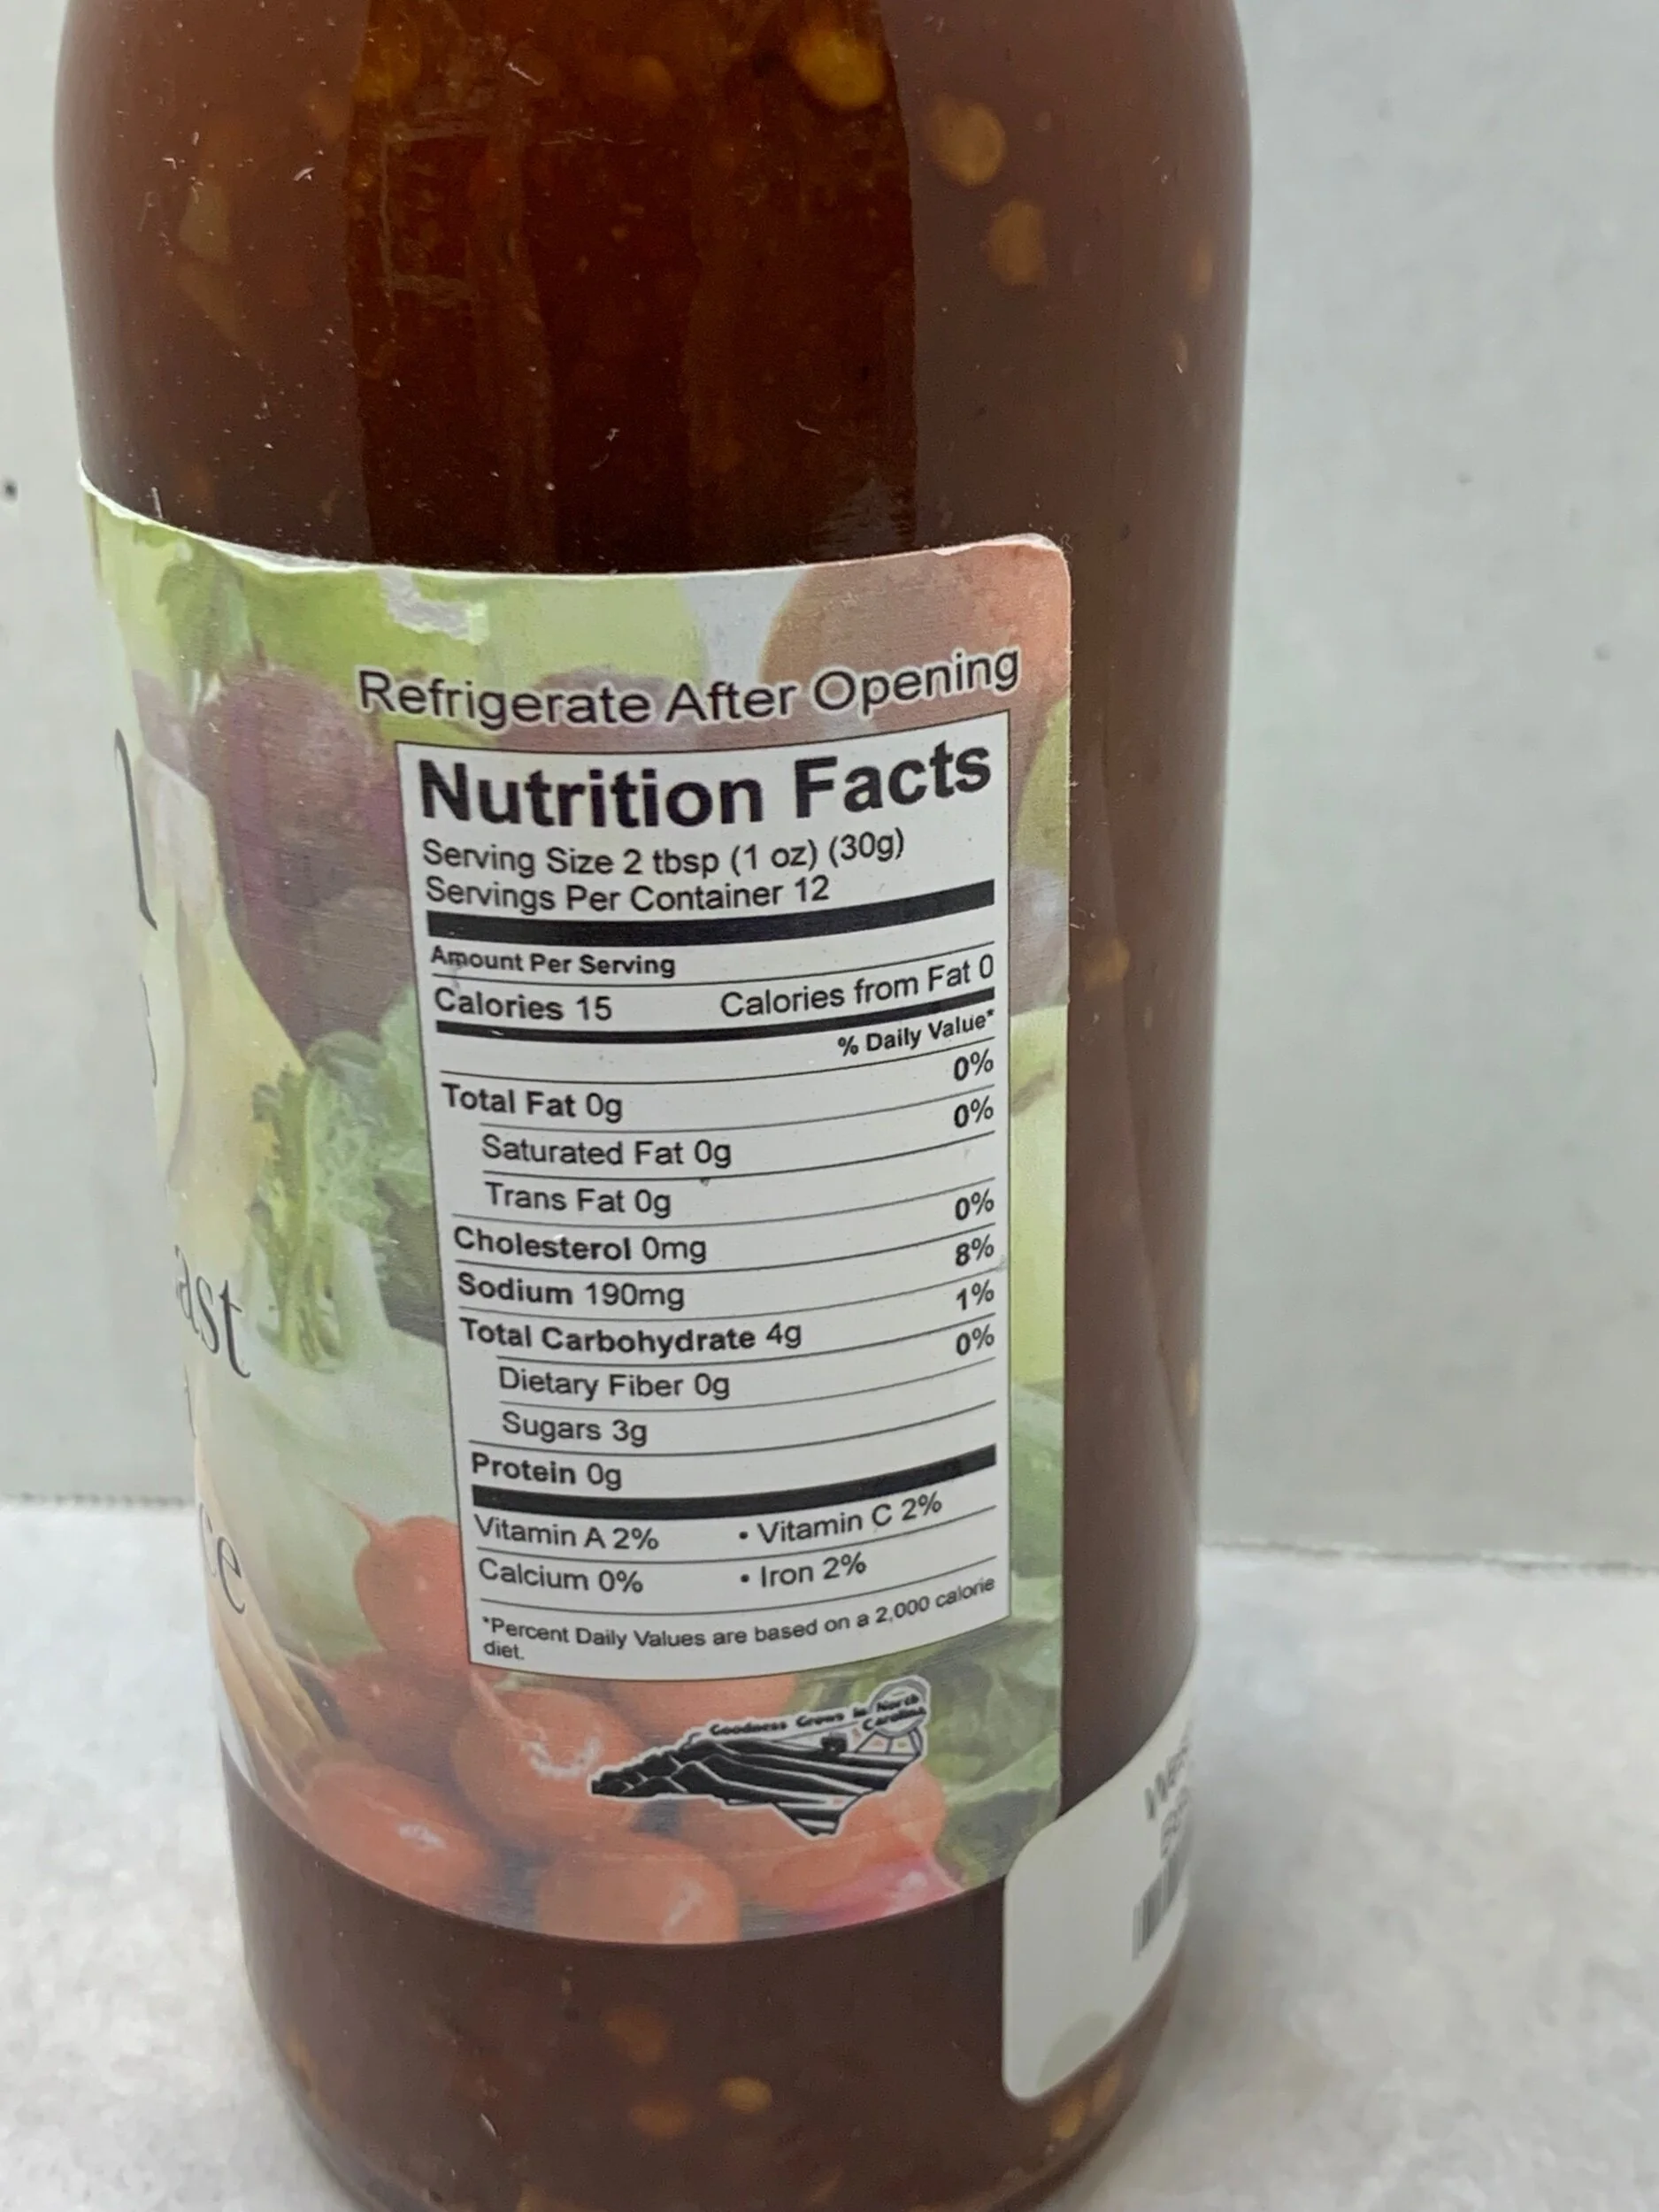 Refrigerate After Opening
Nutrition Facts
Serving Size 2 tbsp (1 oz) (30g)
Servings Per Container 12
Amount Per Serving
Calories 15 Calories from Fat 0
% Daily Value*
Total Fat 0g 0%
Saturated Fat 0g 0%
Trans Fat 0g
Cholesterol 0mg 0%
Sodium 190mg 8%
Total Carbohydrate 4g 1%
Dietary Fiber 0g 0%
Sugars 3g
Protein 0g
Vitamin A 2% • Vitamin C 2%
Calcium 0% • Iron 2%
*Percent Daily Values are based on a 2,000 calorie
diet.
Goodness Grows in North
Carolina
ast
ce